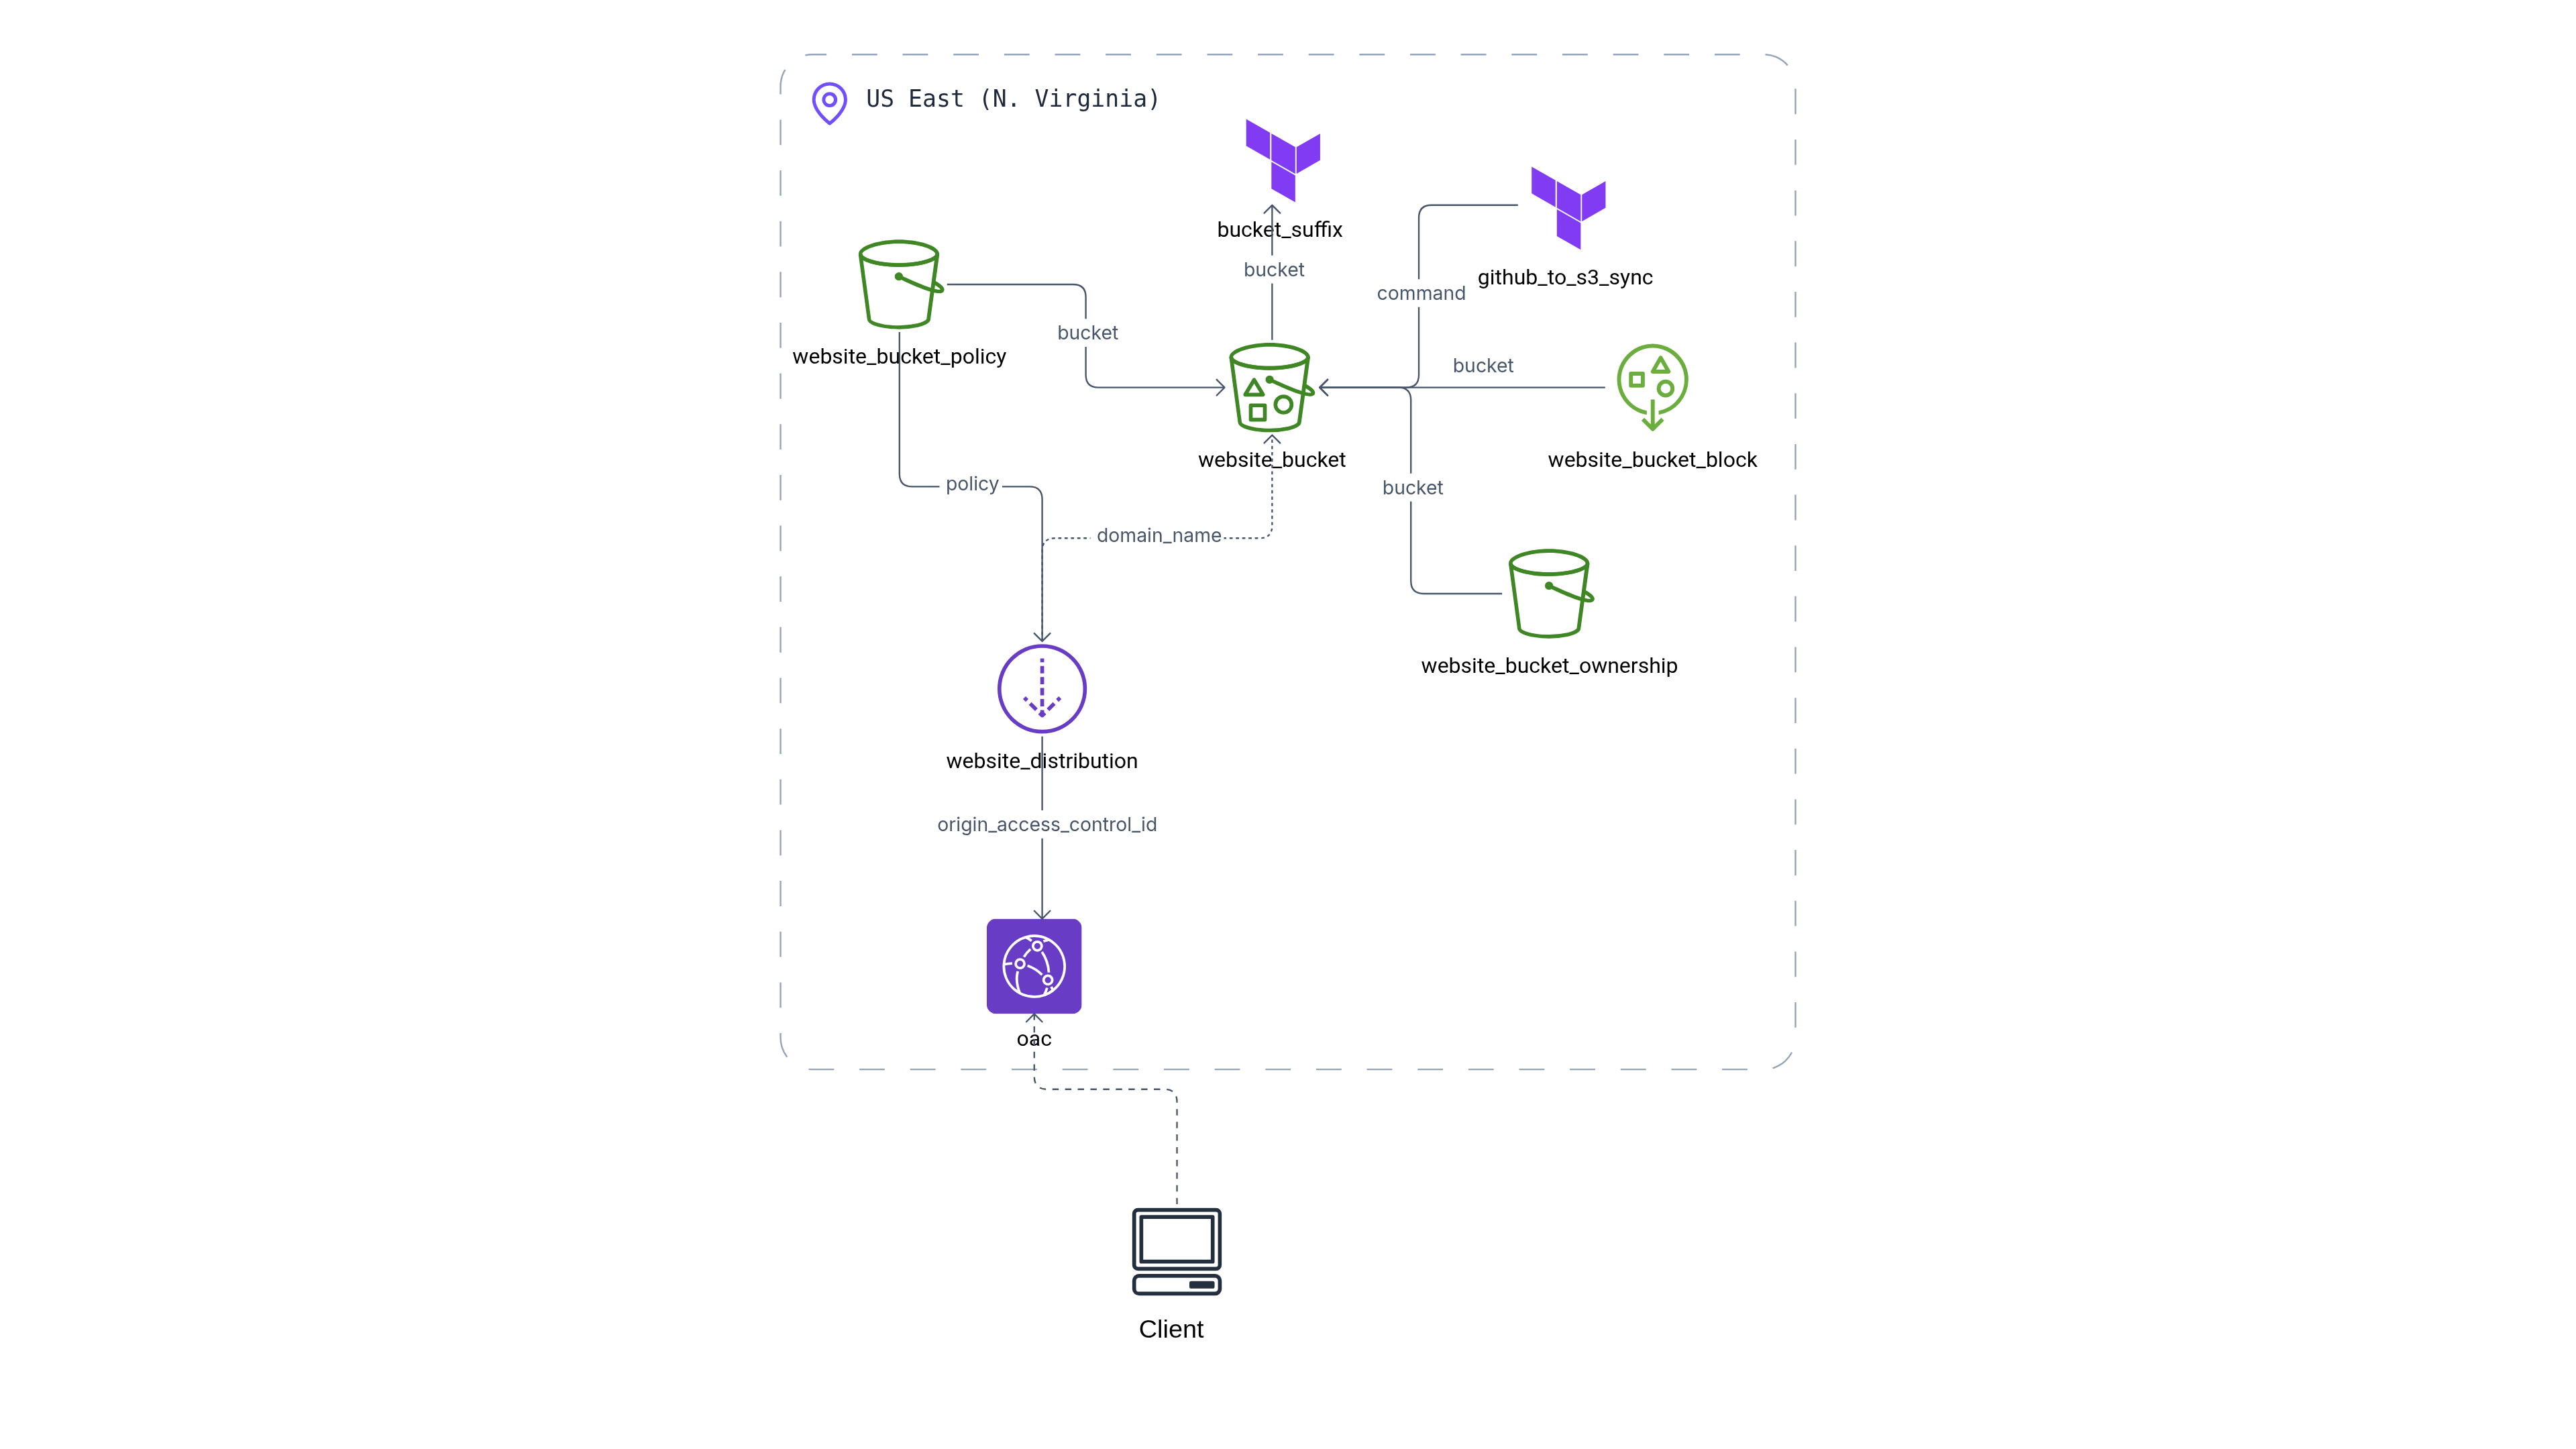 US East (N. Virginia)
bucket_suffix
bucket
github_to_s3_sync
command
website_bucket_policy
bucket
bucket
website_bucket
website_bucket_block
policy
bucket
domain_name
website_bucket_ownership
website_distribution
origin_access_control_id
oac
Client